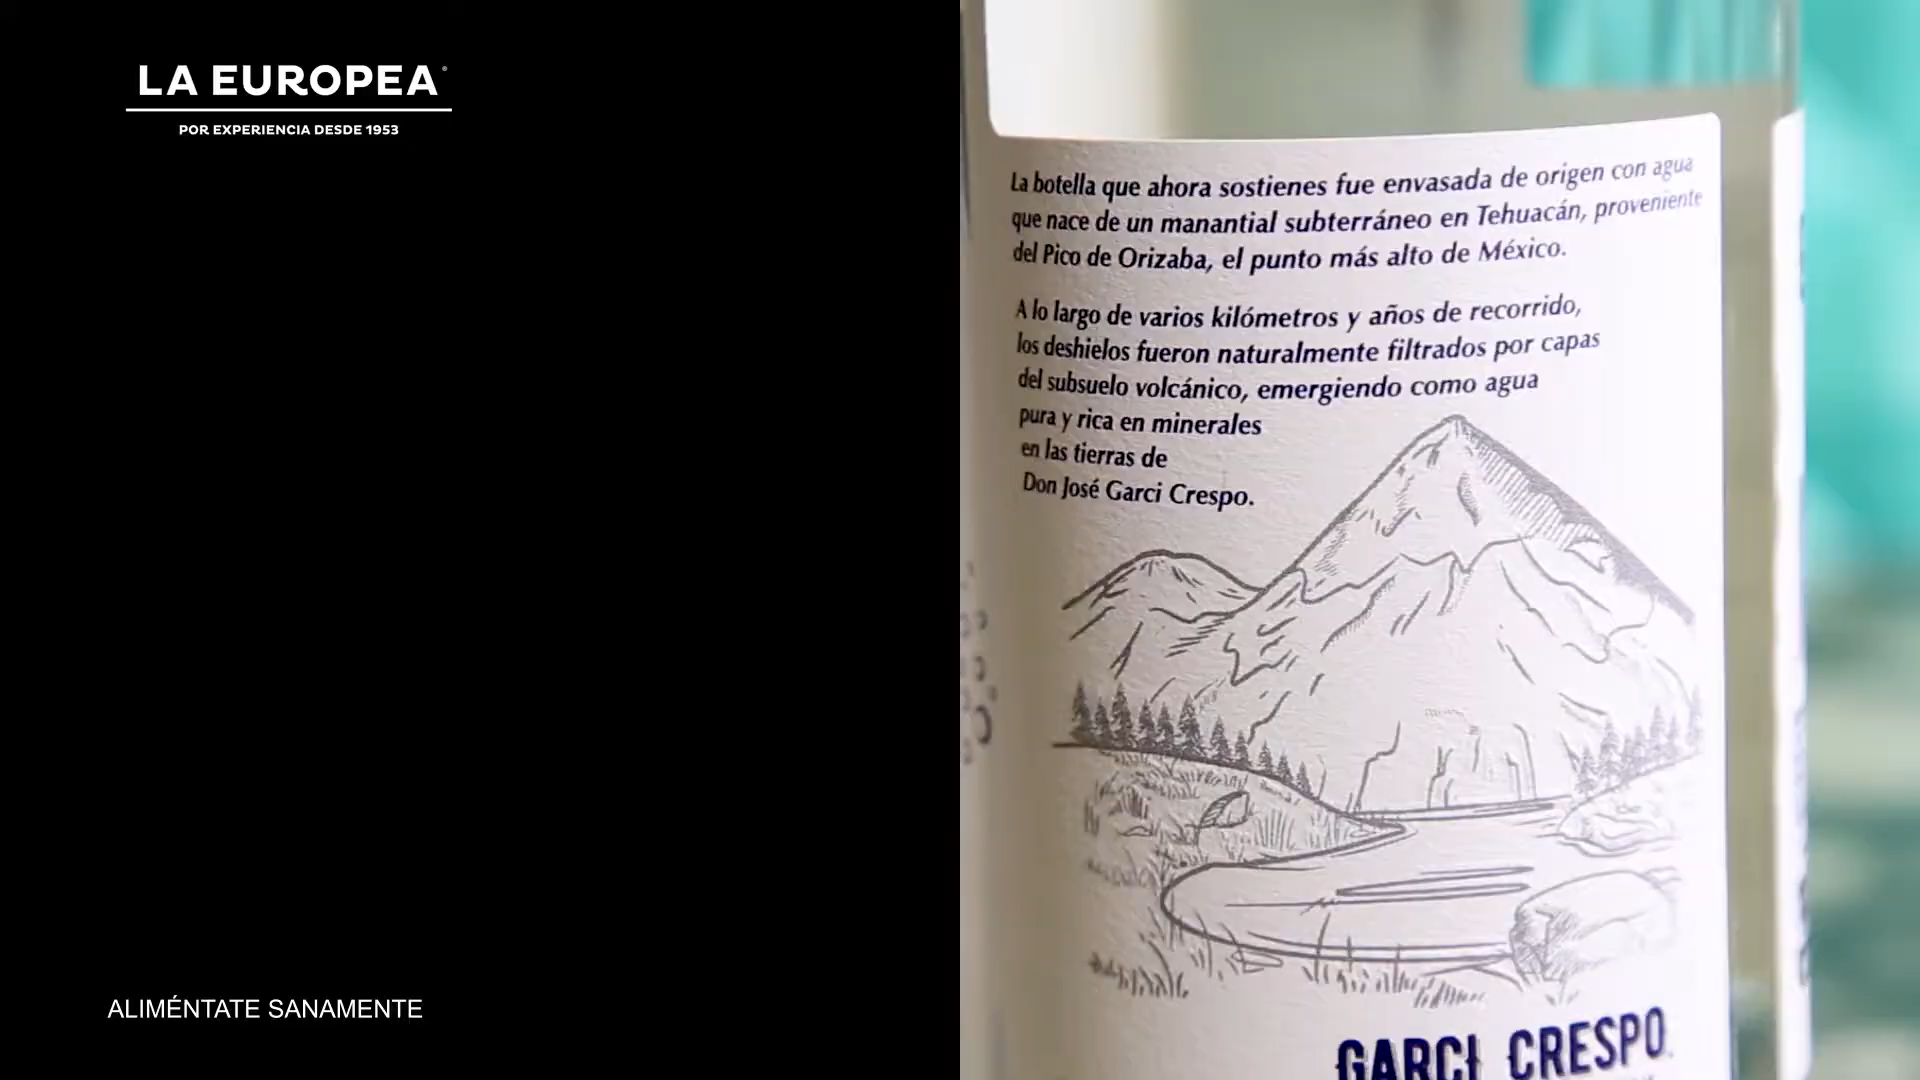 LA EUROPEA®
POR EXPERIENCIA DESDE 1953
La botella que ahora sostienes fue envasada de origen con agua
que nace de un manantial subterráneo en Tehuacán, proveniente
del Pico de Orizaba, el punto más alto de México.
A lo largo de varios kilómetros y años de recorrido,
los deshielos fueron naturalmente filtrados por capas
del subsuelo volcánico, emergiendo como agua
pura y rica en minerales
en las tierras de
Don José Garci Crespo.
GARCI CRESPO
ALIMÉNTATE SANAMENTE